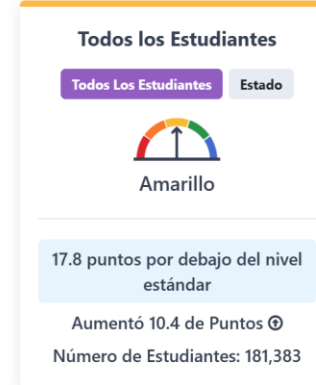 Todos los Estudiantes
Todos Los Estudiantes Estado
Amarillo
17.8 puntos por debajo del nivel
estándar
Aumentó 10.4 de Puntos
Número de Estudiantes: 181,383